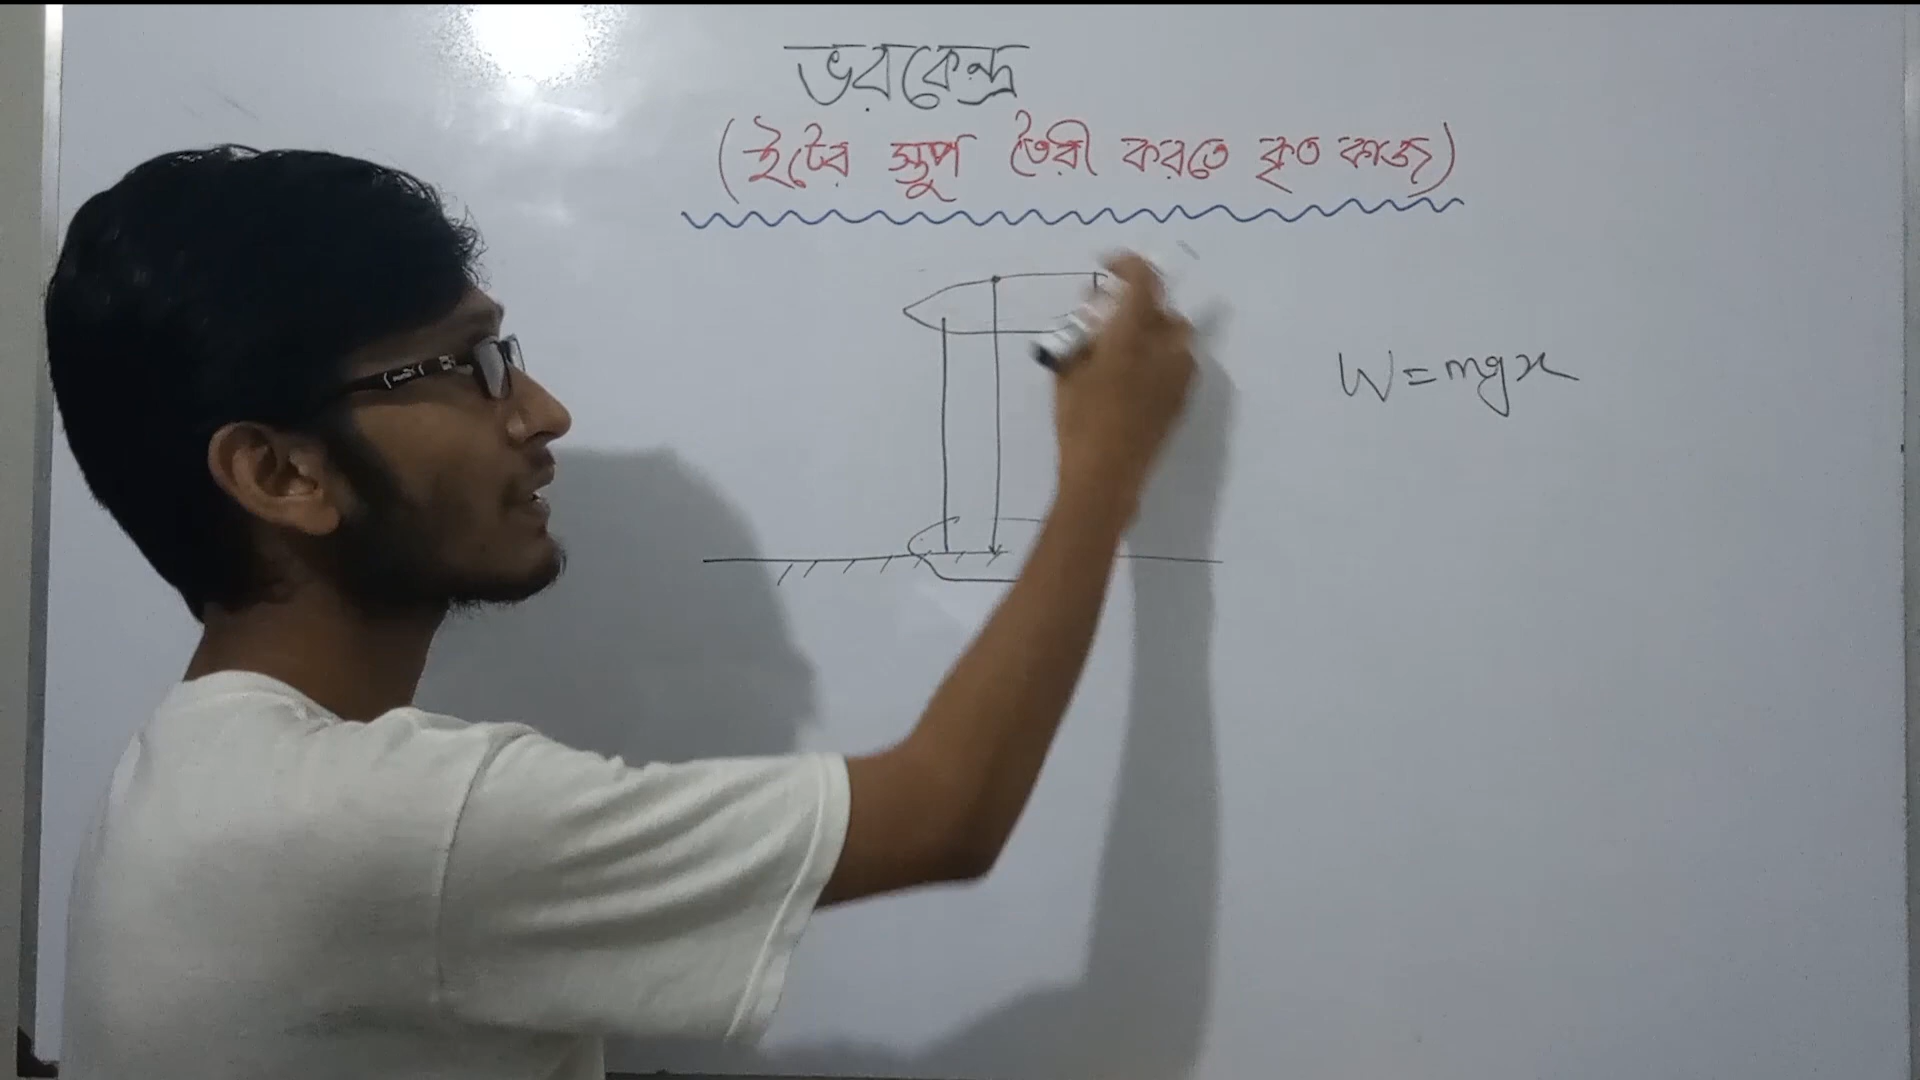 ভরকেন্দ্র
(ইটের স্তুপ তৈরী করতে কৃত কাজ)
W = mgx